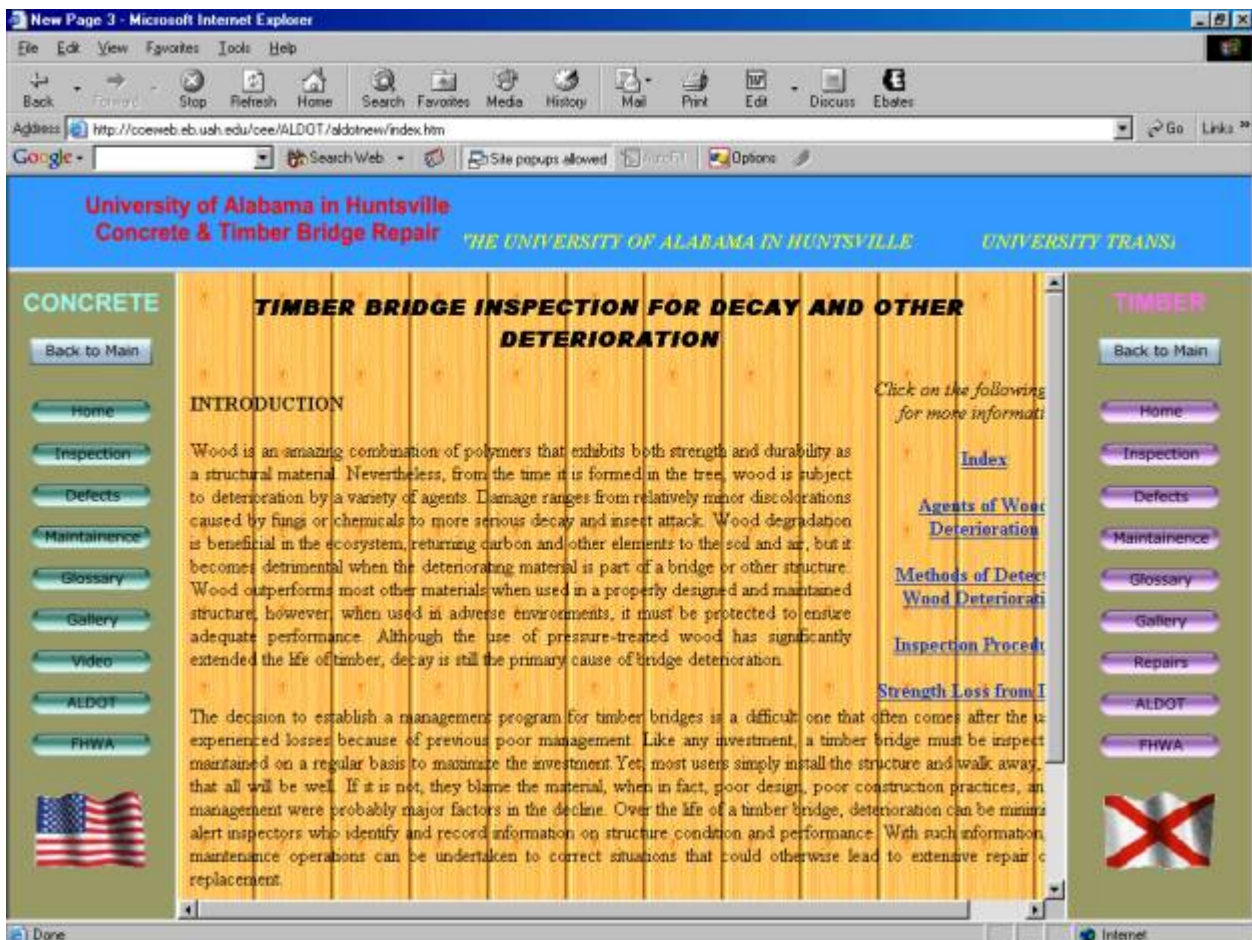 New Page 3 - Microsoft Internet Explorer
File Edit View Favorites Tools Help
Back Forward Stop Refresh Home Search Favorites Media History Mail Print Edit Discuss Ebates
Address http://coeweb.eb.uah.edu/cee/ALDOT/aldotnew/index.htm Go Links »
Google Search Web Site popups allowed AutoFill Options
University of Alabama in Huntsville
Concrete & Timber Bridge Repair
THE UNIVERSITY OF ALABAMA IN HUNTSVILLE UNIVERSITY TRANS
CONCRETE
Back to Main
Home
Inspection
Defects
Maintainence
Glossary
Gallery
Video
ALDOT
FHWA
TIMBER BRIDGE INSPECTION FOR DECAY AND OTHER
DETERIORATION
INTRODUCTION
Wood is an amazing combination of polymers that exhibits both strength and durability as
a structural material. Nevertheless, from the time it is formed in the tree, wood is subject
to deterioration by a variety of agents. Damage ranges from relatively minor discolorations
caused by fungi or chemicals to more serious decay and insect attack. Wood degradation
is beneficial in the ecosystem, returning carbon and other elements to the soil and air, but it
becomes detrimental when the deteriorating material is part of a bridge or other structure.
Wood outperforms most other materials when used in a properly designed and maintained
structure; however, when used in adverse environments, it must be protected to ensure
adequate performance. Although the use of pressure-treated wood has significantly
extended the life of timber, decay is still the primary cause of bridge deterioration.
Click on the following
for more informati
Index
Agents of Wood
Deterioration
Methods of Detec
Wood Deteriorati
Inspection Procedu
Strength Loss from D
The decision to establish a management program for timber bridges is a difficult one that often comes after the u
experienced losses because of previous poor management. Like any investment, a timber bridge must be inspect
maintained on a regular basis to maximize the investment. Yet, most users simply install the structure and walk away,
that all will be well. If it is not, they blame the material, when in fact, poor design, poor construction practices, an
management were probably major factors in the decline. Over the life of a timber bridge, deterioration can be minimi
alert inspectors who identify and record information on structure condition and performance. With such information,
maintenance operations can be undertaken to correct situations that could otherwise lead to extensive repair o
replacement.
TIMBER
Back to Main
Home
Inspection
Defects
Maintainence
Glossary
Gallery
Repairs
ALDOT
FHWA
Done Internet